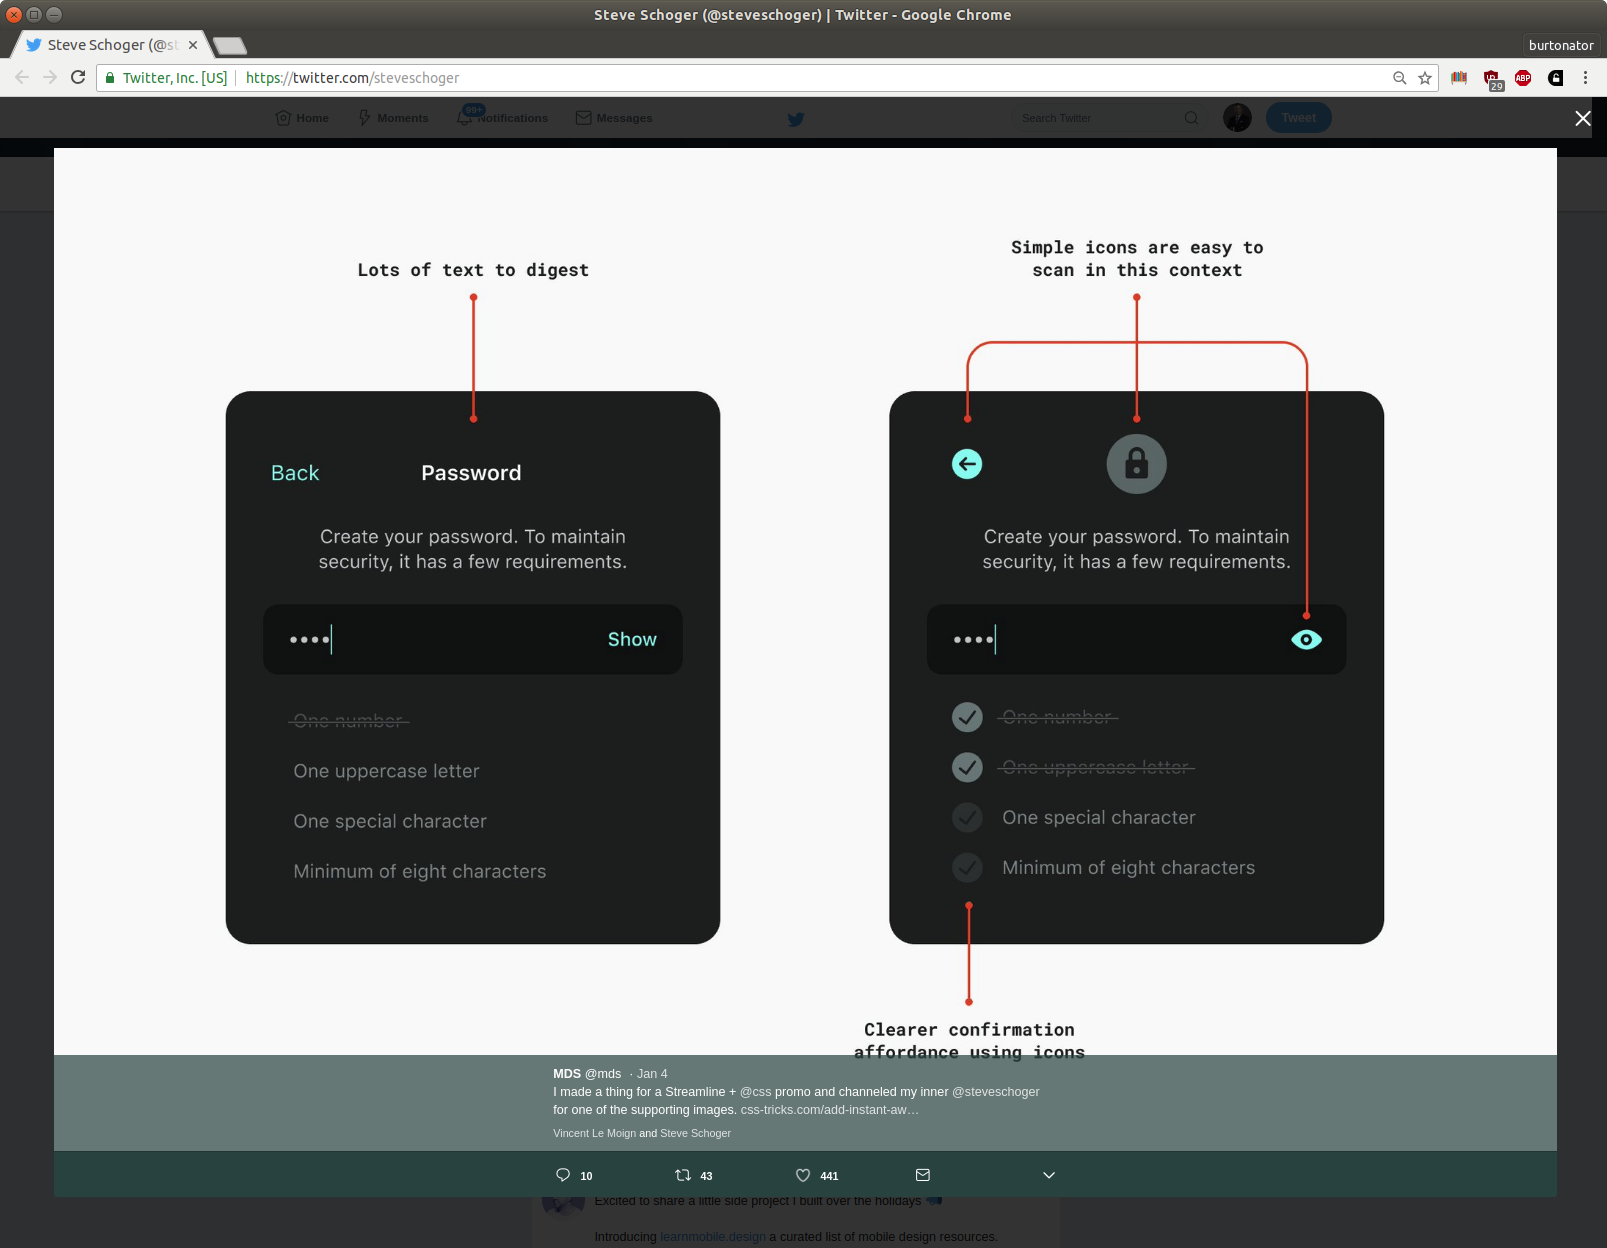 Steve Schoger (@steveschoger) | Twitter - Google Chrome
Steve Schoger (@st
burtonator
Twitter, Inc. [US]
https://twitter.com/steveschoger
29
ABP
Home
Moments
99+
Notifications
Messages
Search Twitter
Tweet
Lots of text to digest
Simple icons are easy to
scan in this context
Back
Password
Create your password. To maintain
security, it has a few requirements.
Show
One number
One uppercase letter
One special character
Minimum of eight characters
Create your password. To maintain
security, it has a few requirements.
One number
One uppercase letter
One special character
Minimum of eight characters
Clearer confirmation
affordance using icons
MDS @mds · Jan 4
I made a thing for a Streamline + @css promo and channeled my inner @steveschoger
for one of the supporting images. css-tricks.com/add-instant-aw…
Vincent Le Moign and Steve Schoger
10
43
441
Excited to share a little side project I built over the holidays
Introducing learnmobile.design a curated list of mobile design resources.